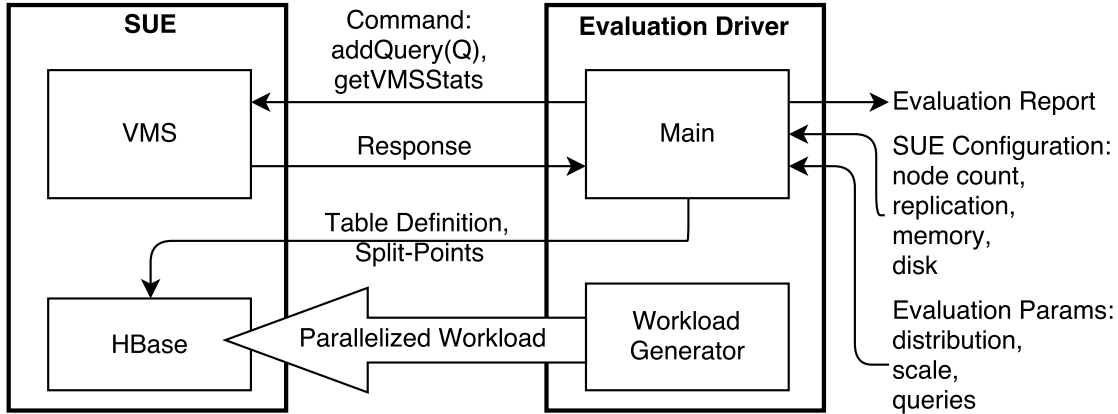 SUE
Evaluation Driver
Command:
addQuery(Q),
getVMSStats
VMS
Main
Evaluation Report
Response
SUE Configuration:
node count,
replication,
memory,
disk
Table Definition,
Split-Points
HBase
Parallelized Workload
Workload
Generator
Evaluation Params:
distribution,
scale,
queries